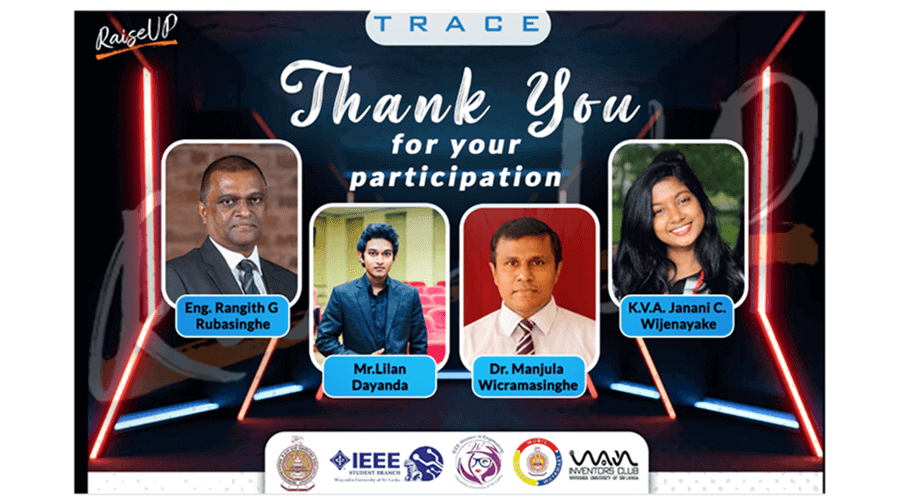 RaiseUP
TRACE
Thank You
for your
participation
Eng. Rangith G
Rubasinghe
Mr.Lilan
Dayanda
Dr. Manjula
Wicramasinghe
K.V.A. Janani C.
Wijenayake
IEEE
STUDENT BRANCH
Wayamba University of Sri Lanka
MUSIC
INVENTORS CLUB
WAYAMBA UNIVERSITY OF SRI LANKA